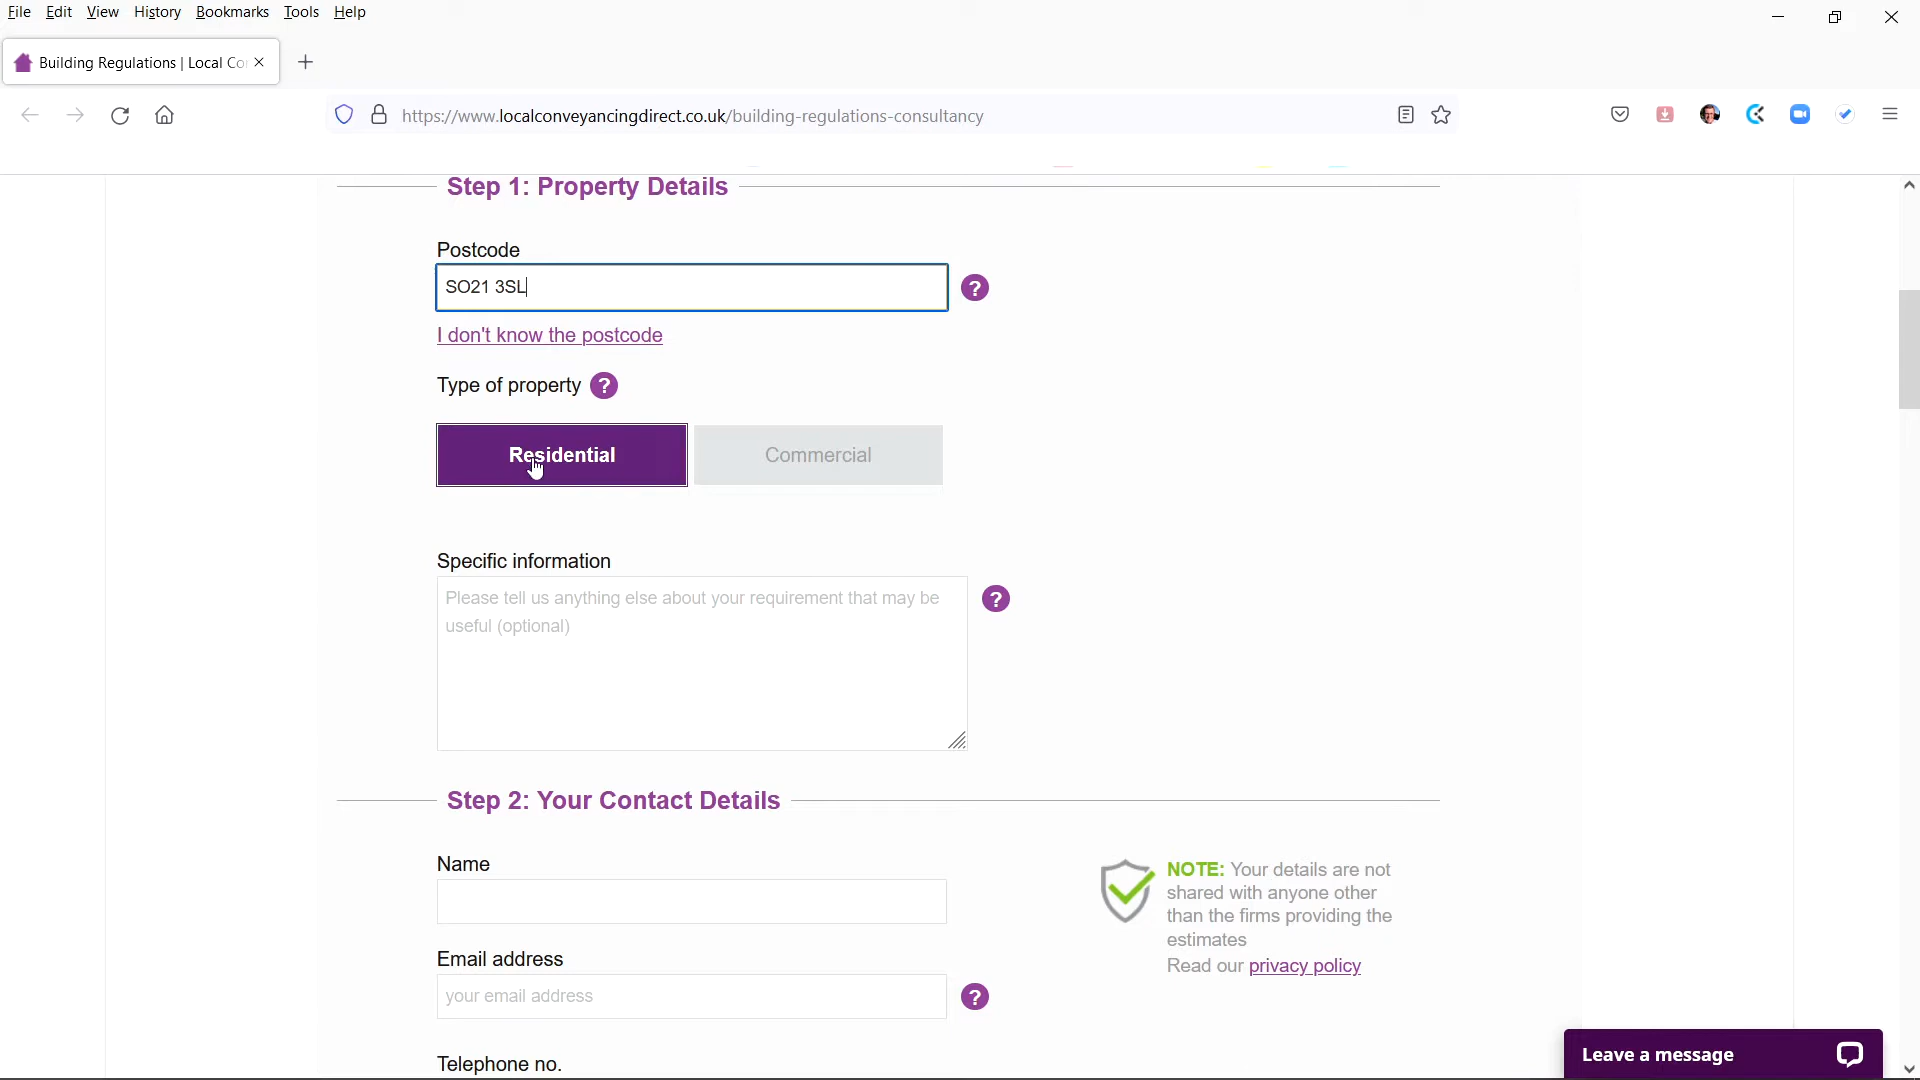 File Edit View History Bookmarks Tools Help
Building Regulations | Local Co
https://www.localconveyancingdirect.co.uk/building-regulations-consultancy
Step 1: Property Details
Postcode
SO21 3SL
?
I don't know the postcode
Type of property ?
Residential Commercial
Specific information
Please tell us anything else about your requirement that may be
useful (optional)
?
Step 2: Your Contact Details
Name
NOTE: Your details are not
shared with anyone other
than the firms providing the
estimates
Read our privacy policy
Email address
your email address
?
Telephone no.
Leave a message